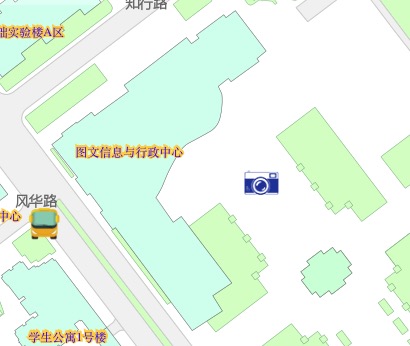 知行路
础实验楼A区
图文信息与行政中心
风华路
中心
学生公寓1号楼